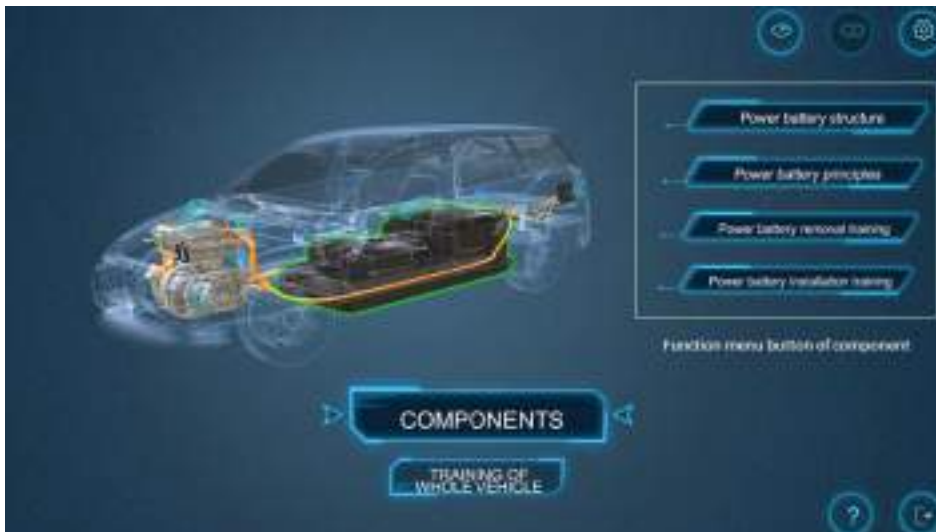 Power battery structure
Power battery principles
Power battery removal training
Power battery installation training
Function menu button of component
COMPONENTS
TRAINING OF
WHOLE VEHICLE
?